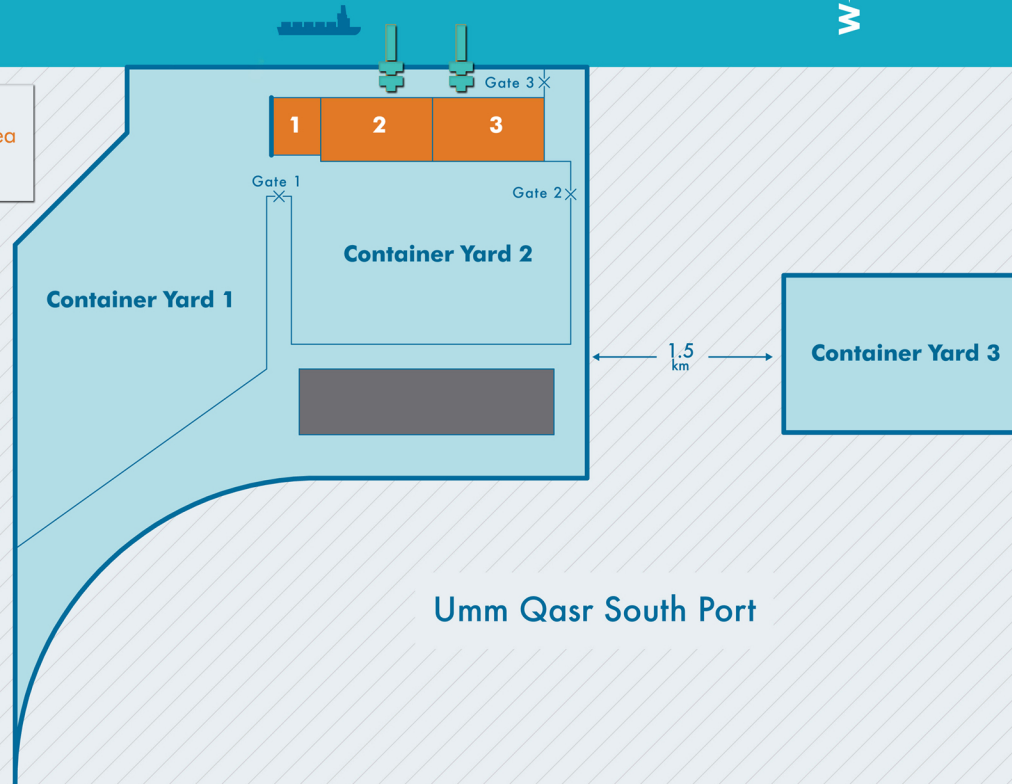 Gate 3
1
2
3
Gate 1
Gate 2
Container Yard 2
Container Yard 1
1.5
km
Container Yard 3
Umm Qasr South Port